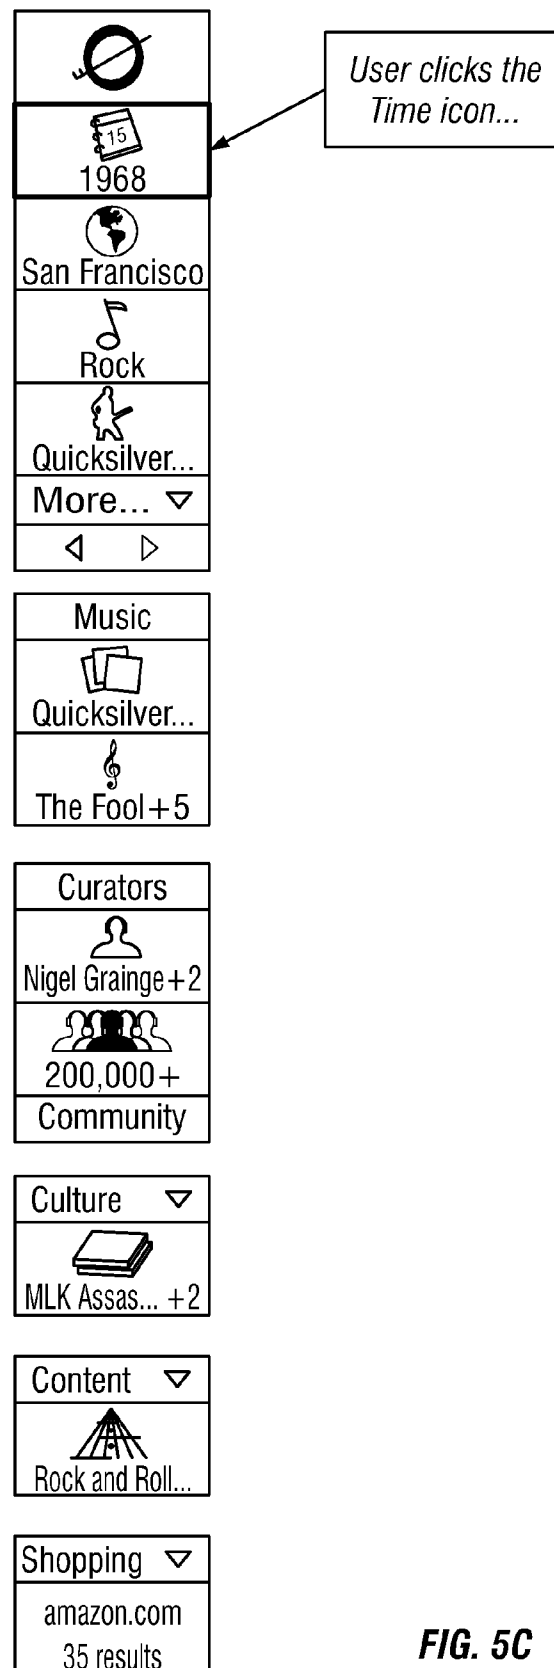 User clicks the
Time icon...
15
1968
San Francisco
Rock
Quicksilver...
More...
Music
Quicksilver...
The Fool+5
Curators
Nigel Grainge+2
200,000+
Community
Culture
MLK Assas... +2
Content
Rock and Roll...
Shopping
amazon.com
35 results
FIG. 5C